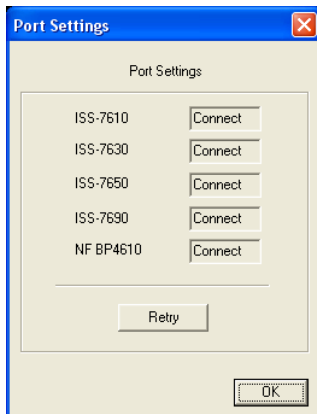 Port Settings
Port Settings
ISS-7610 Connect
ISS-7630 Connect
ISS-7650 Connect
ISS-7690 Connect
NF BP4610 Connect
Retry
OK